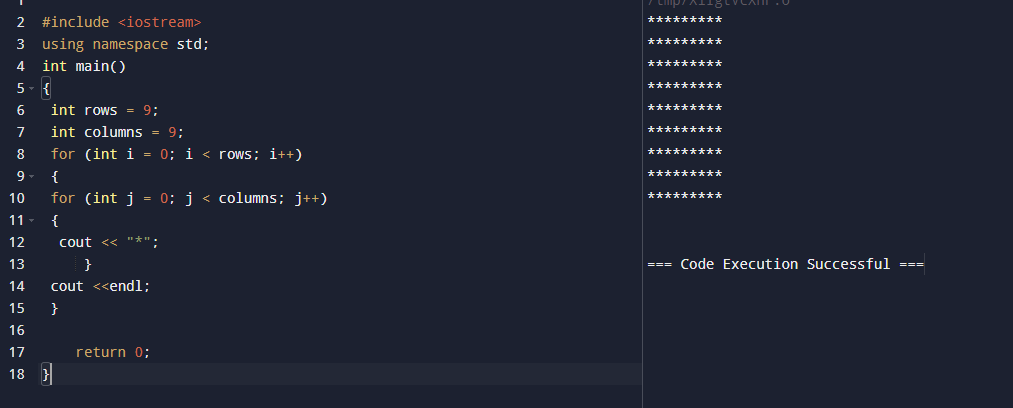 2 #include <iostream>
3 using namespace std;
4 int main()
5 {
6 int rows = 9;
7 int columns = 9;
8 for (int i = 0; i < rows; i++)
9 {
10 for (int j = 0; j < columns; j++)
11 {
12 cout << "*";
13 }
14 cout <<endl;
15 }
16
17 return 0;
18 }
*********
*********
*********
*********
*********
*********
*********
*********
*********
=== Code Execution Successful ===